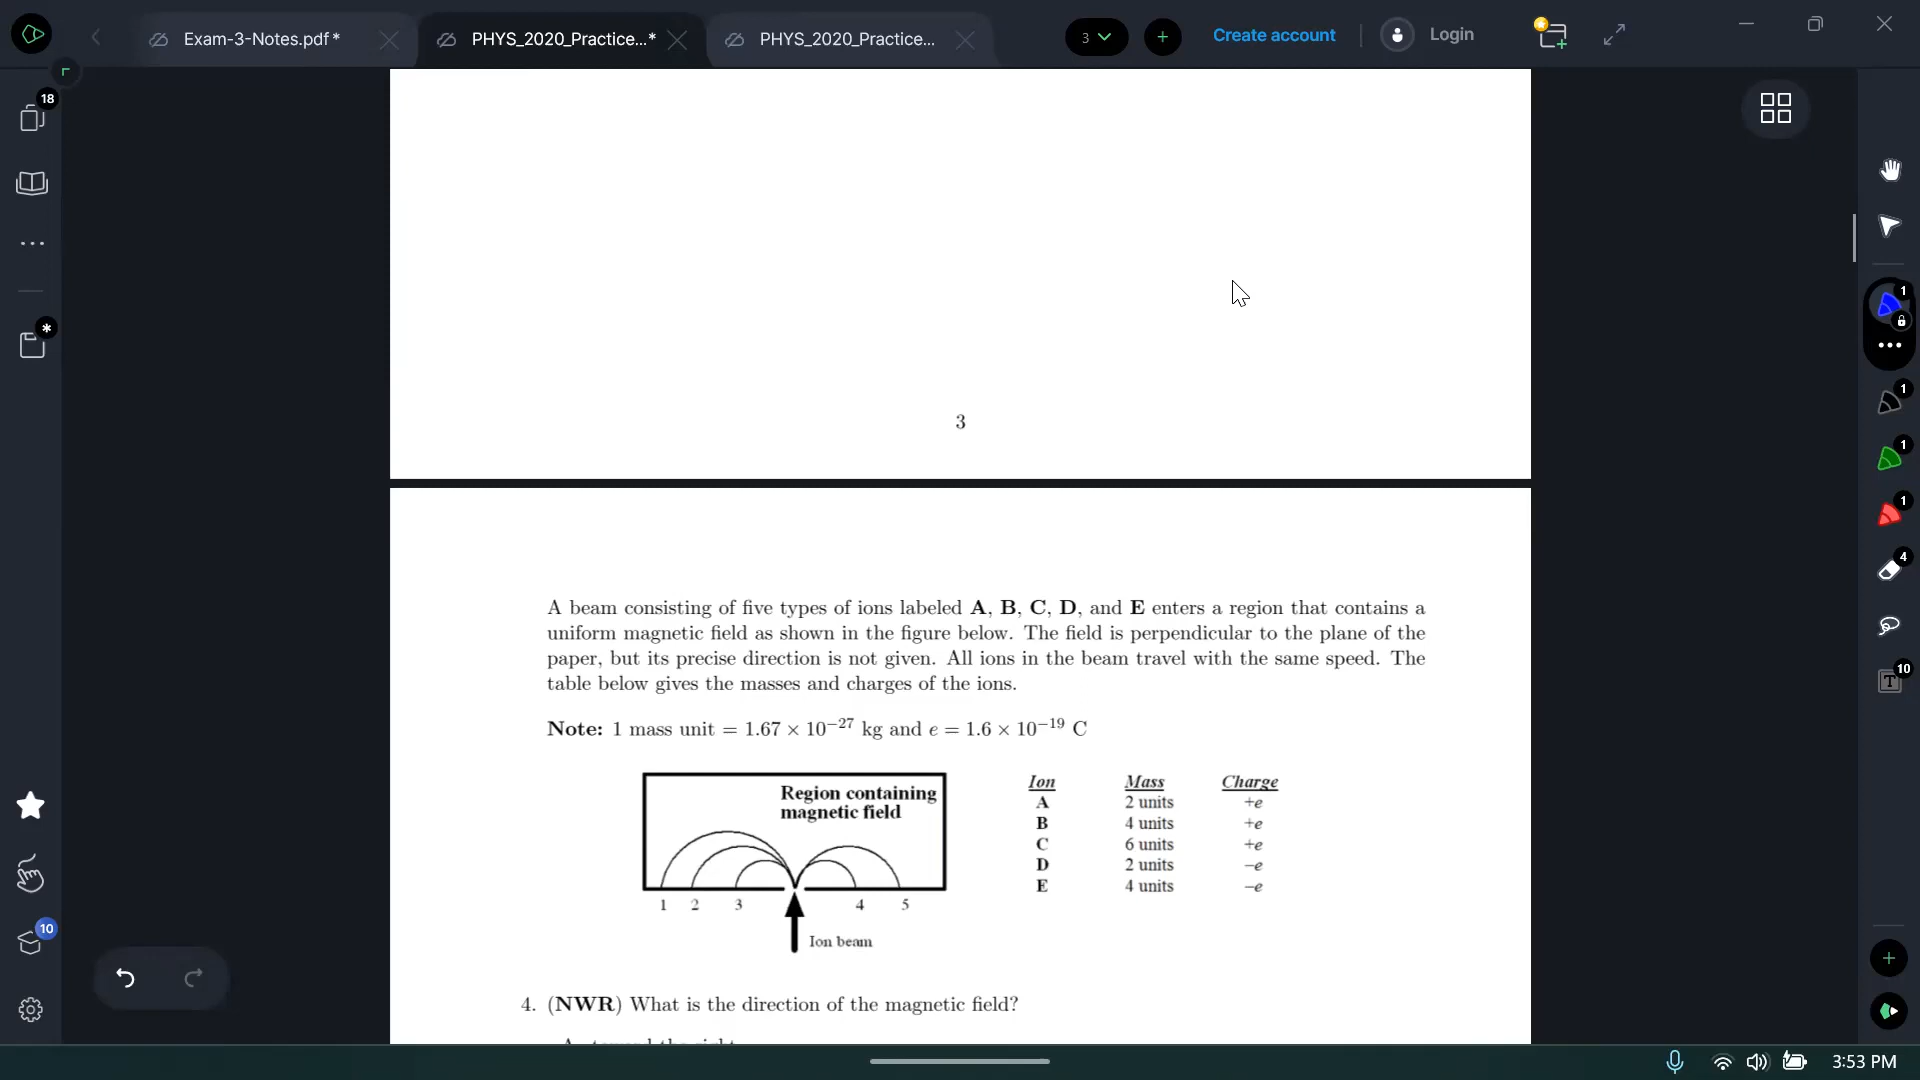 Exam-3-Notes.pdf *
PHYS_2020_Practice...*
PHYS_2020_Practice...
3
Create account
Login
18
3
A beam consisting of five types of ions labeled A, B, C, D, and E enters a region that contains a
uniform magnetic field as shown in the figure below. The field is perpendicular to the plane of the
paper, but its precise direction is not given. All ions in the beam travel with the same speed. The
table below gives the masses and charges of the ions.
Note: 1 mass unit = 1.67 × 10⁻²⁷ kg and e = 1.6 × 10⁻¹⁹ C
Region containing
magnetic field
1 2 3 4 5
Ion beam
Ion Mass Charge
A 2 units +e
B 4 units +e
C 6 units +e
D 2 units −e
E 4 units −e
4. (NWR) What is the direction of the magnetic field?
1
1
1
1
4
T 10
10
3:53 PM